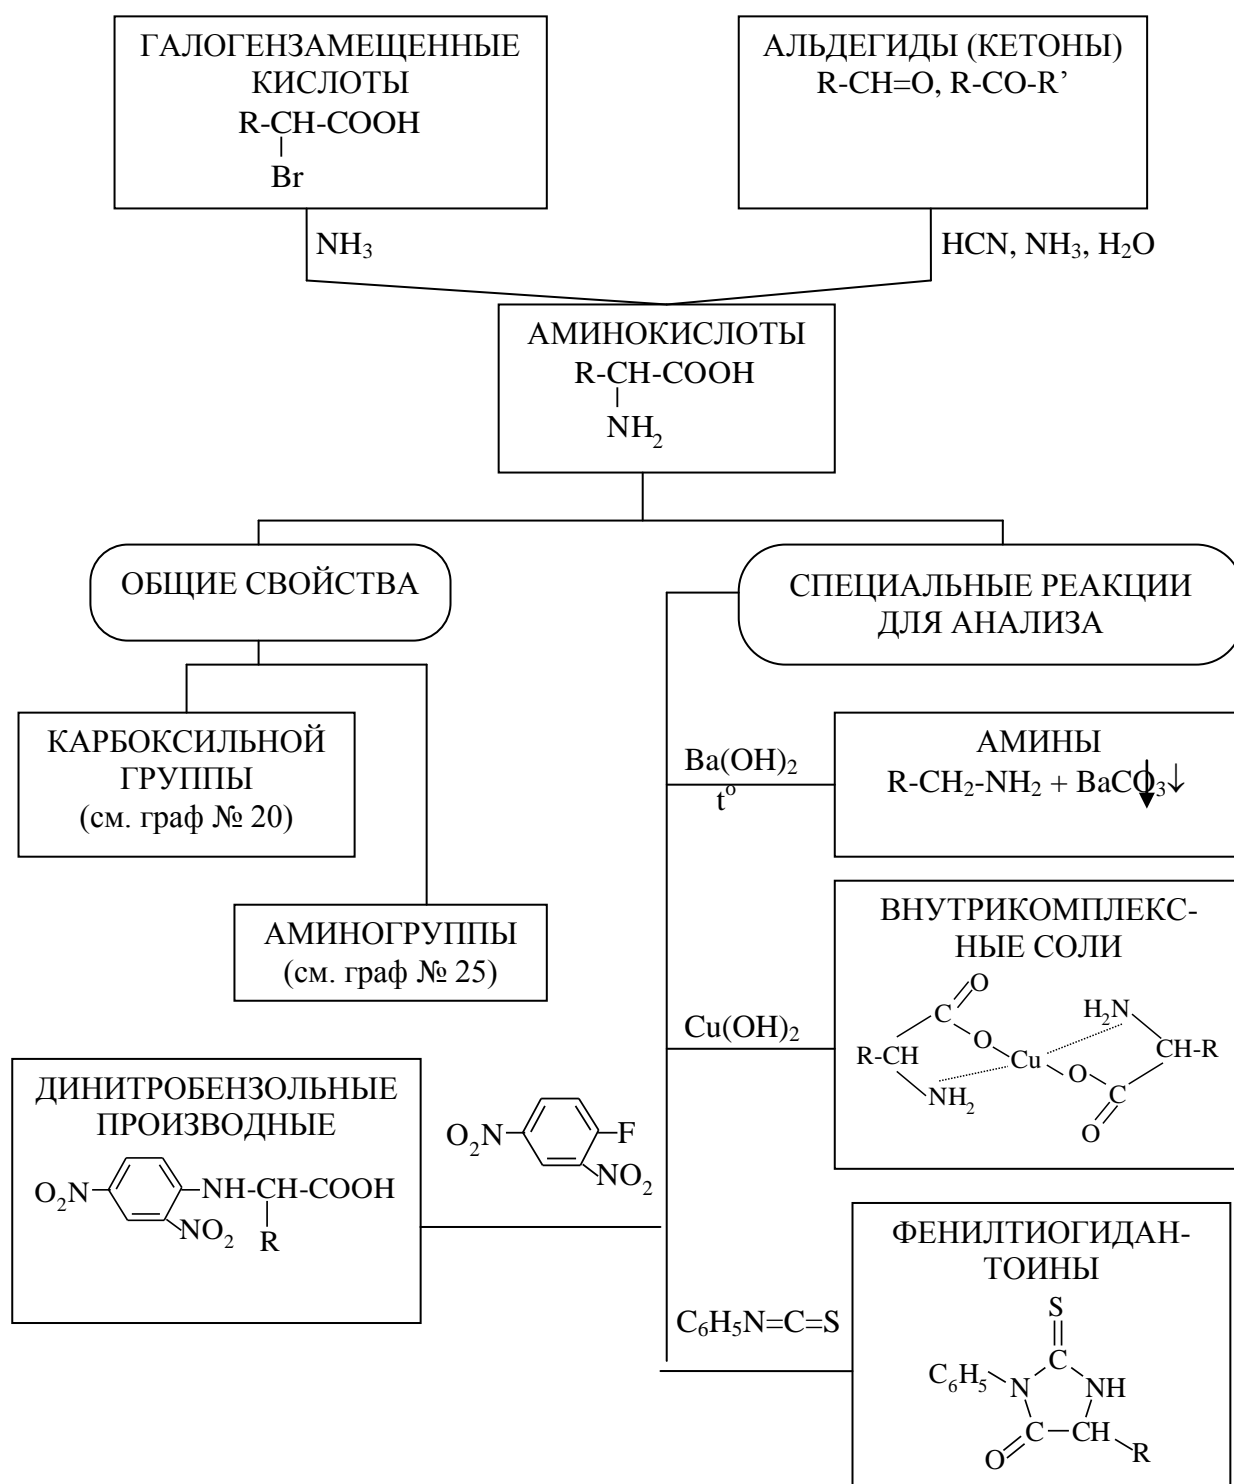 ГАЛОГЕНЗАМЕЩЕННЫЕ
КИСЛОТЫ
R-CH-COOH
Br
АЛЬДЕГИДЫ (КЕТОНЫ)
R-CH=O, R-CO-R’
NH₃
HCN, NH₃, H₂O
АМИНОКИСЛОТЫ
R-CH-COOH
NH₂
ОБЩИЕ СВОЙСТВА
СПЕЦИАЛЬНЫЕ РЕАКЦИИ
ДЛЯ АНАЛИЗА
КАРБОКСИЛЬНОЙ
ГРУППЫ
(см. граф № 20)
Ba(OH)₂
tº
АМИНЫ
R-CH₂-NH₂ + BaCO₃↓
АМИНОГРУППЫ
(см. граф № 25)
Cu(OH)₂
ВНУТРИКОМПЛЕКС-
НЫЕ СОЛИ
O
C
O
R-CH
NH₂
Cu
H₂N
CH-R
O
C
O
ДИНИТРОБЕНЗОЛЬНЫЕ
ПРОИЗВОДНЫЕ
O₂N
NH-CH-COOH
NO₂
R
O₂N
F
NO₂
C₆H₅N=C=S
ФЕНИЛТИОГИДАН-
ТОИНЫ
S
C
C₆H₅
N
NH
C
CH
O
R